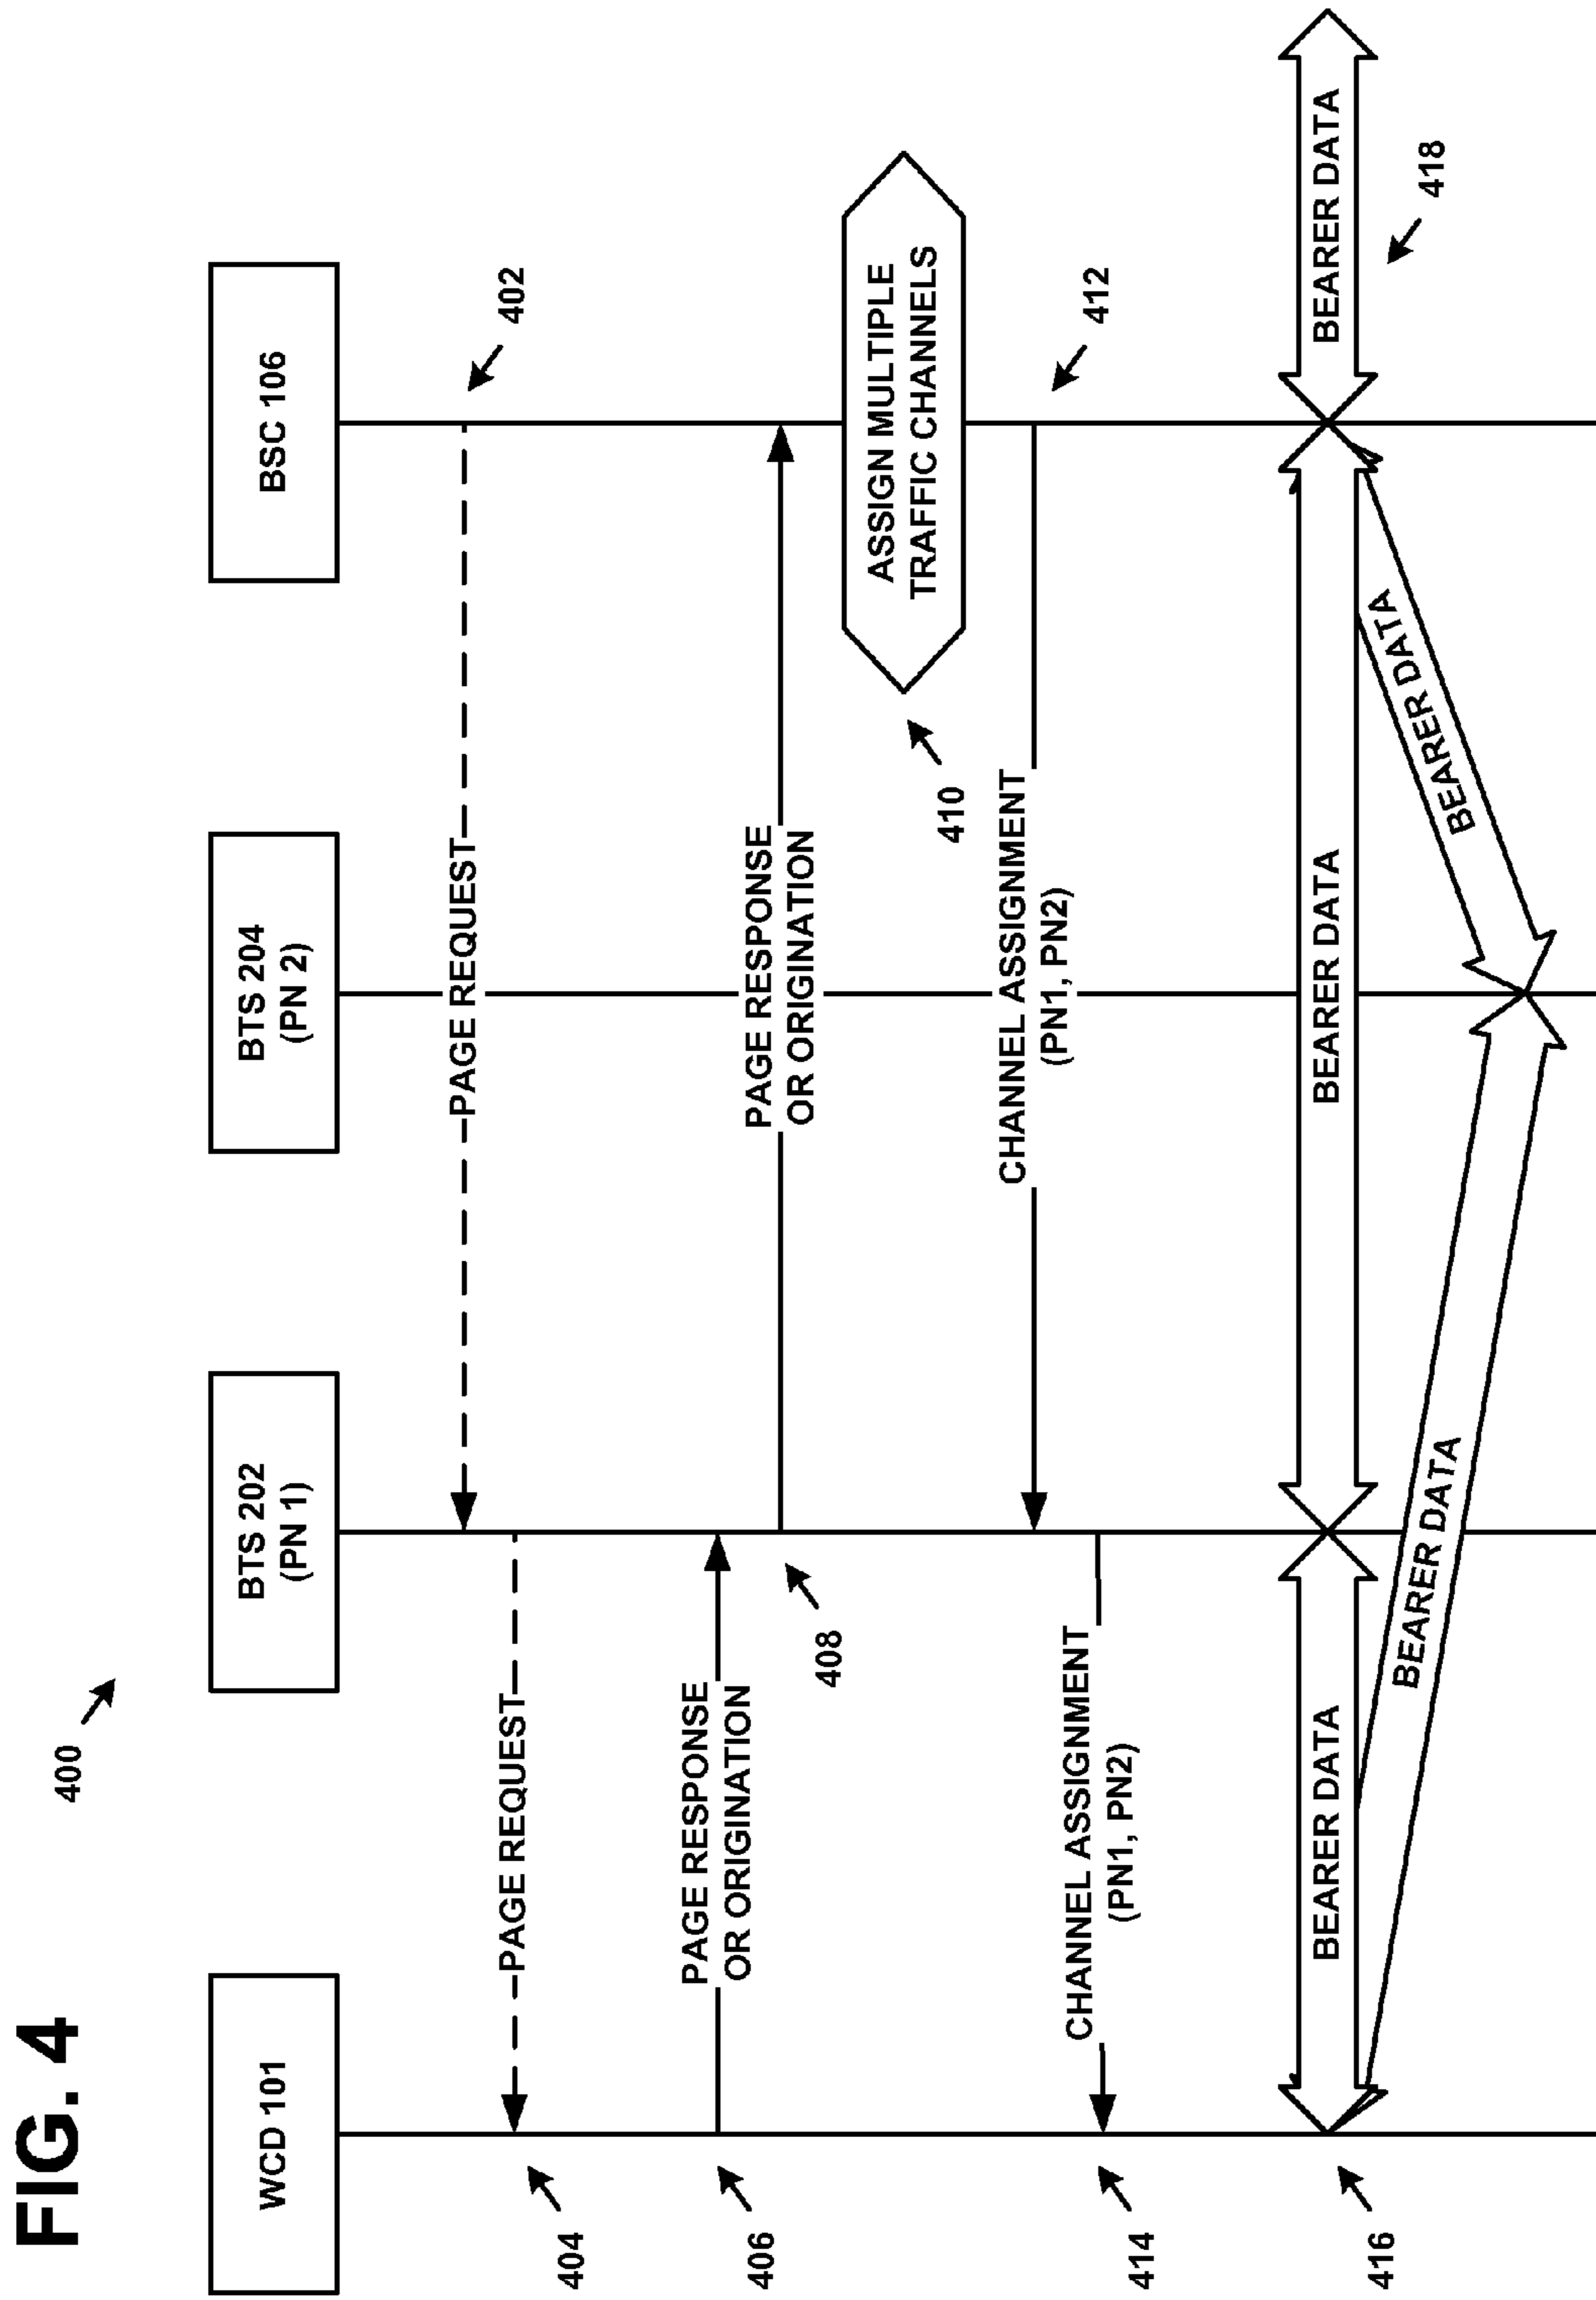 FIG. 4
400
WCD 101
BTS 202
(PN 1)
BTS 204
(PN 2)
BSC 106
PAGE REQUEST
402
PAGE REQUEST
404
PAGE RESPONSE
OR ORIGINATION
406
PAGE RESPONSE
OR ORIGINATION
408
ASSIGN MULTIPLE
TRAFFIC CHANNELS
410
CHANNEL ASSIGNMENT
(PN1, PN2)
412
CHANNEL ASSIGNMENT
(PN1, PN2)
414
BEARER DATA
BEARER DATA
BEARER DATA
BEARER DATA
BEARER DATA
416
418